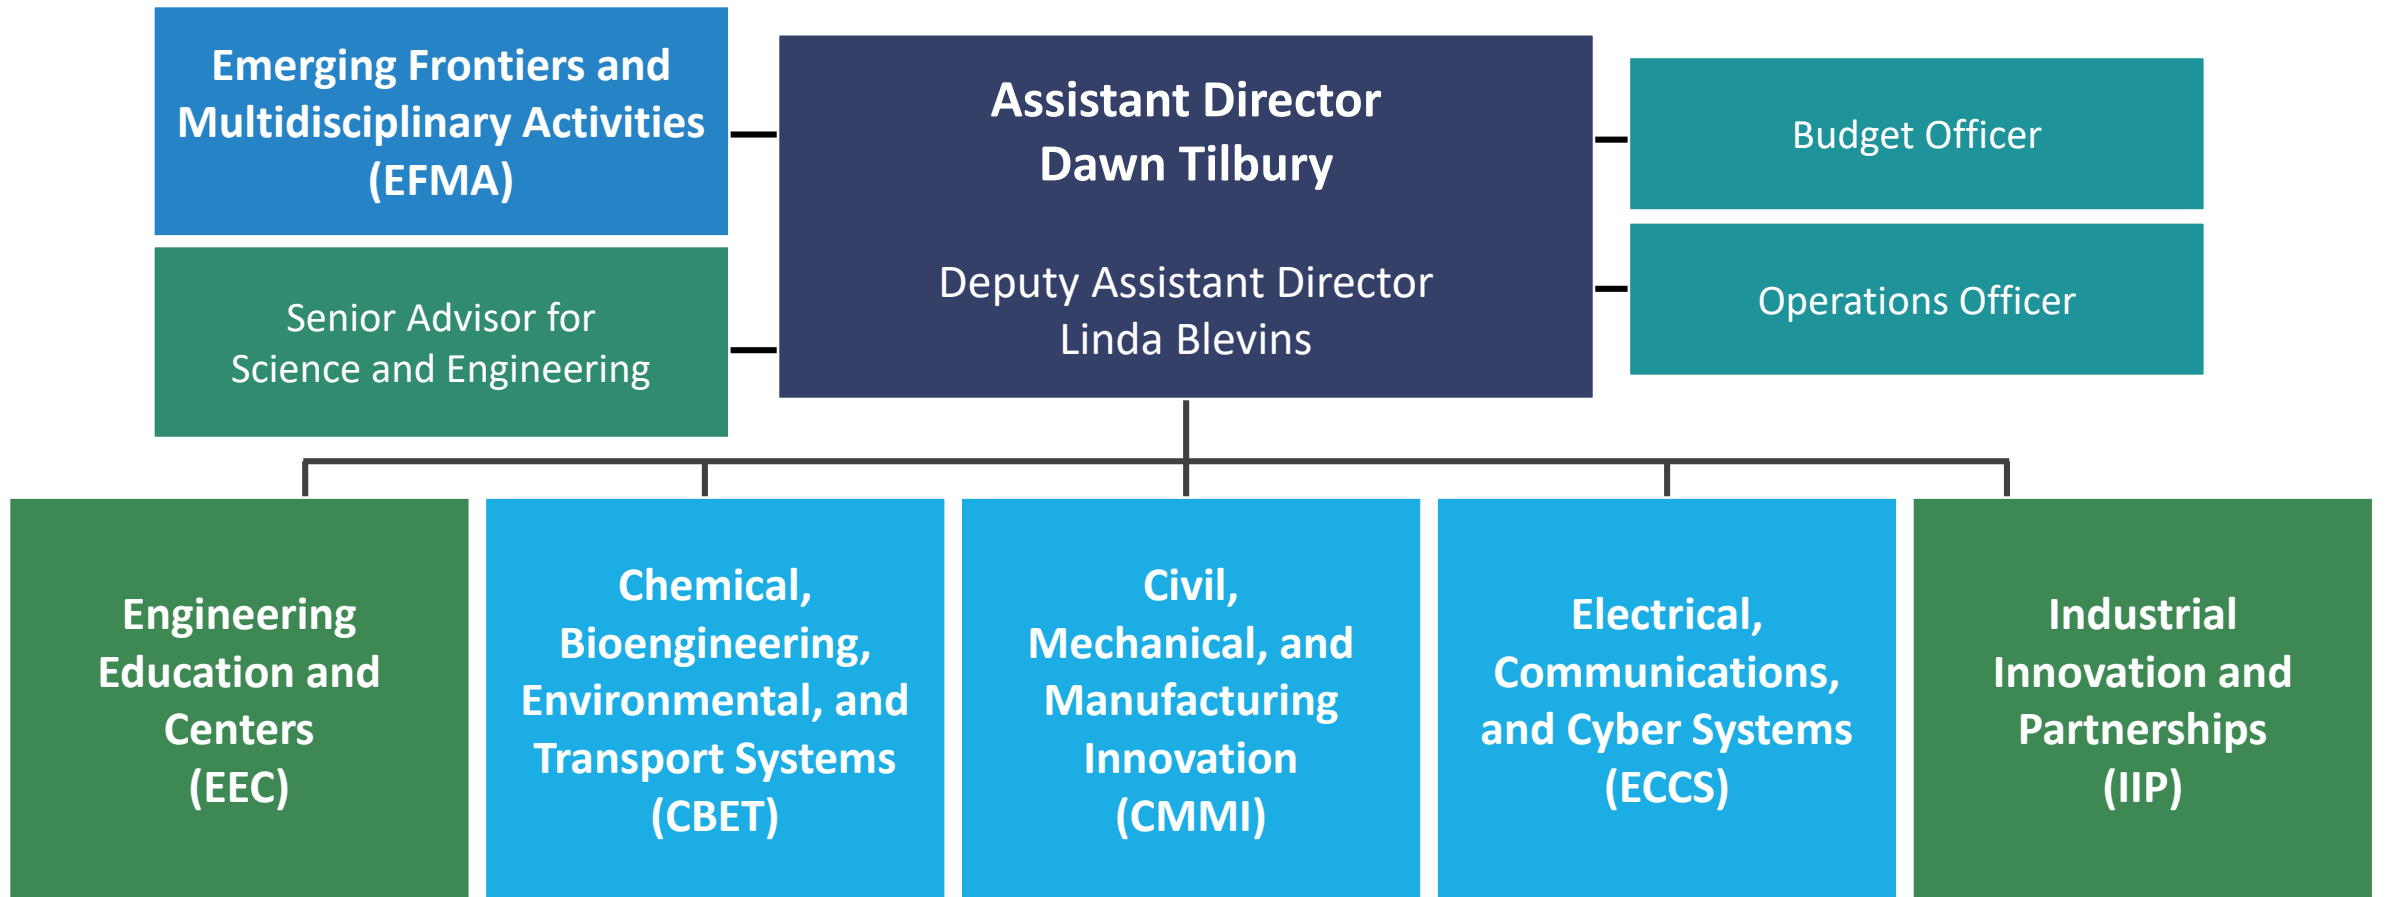 Emerging Frontiers and
Multidisciplinary Activities
(EFMA)
Senior Advisor for
Science and Engineering
Assistant Director
Dawn Tilbury
Deputy Assistant Director
Linda Blevins
Budget Officer
Operations Officer
Engineering
Education and
Centers
(EEC)
Chemical,
Bioengineering,
Environmental, and
Transport Systems
(CBET)
Civil,
Mechanical, and
Manufacturing
Innovation
(CMMI)
Electrical,
Communications,
and Cyber Systems
(ECCS)
Industrial
Innovation and
Partnerships
(IIP)